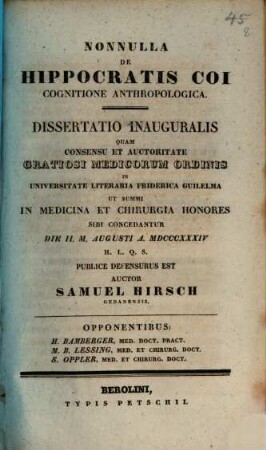 45
8
NONNULLA
DE
HIPPOCRATIS COI
COGNITIONE ANTHROPOLOGICA.
DISSERTATIO INAUGURALIS
QUAM
CONSENSU ET AUCTORITATE
GRATIOSI MEDICORUM ORDINIS
IN
UNIVERSITATE LITERARIA FRIDERICA GUILELMA
UT SUMMI
IN MEDICINA ET CHIRURGIA HONORES
SIBI CONCEDANTUR
DIE II. M. AUGUSTI A. MDCCCXXXIV
H. L. Q. S.
PUBLICE DEFENSURUS EST
AUCTOR
SAMUEL HIRSCH
GEDANENSIS.
OPPONENTIBUS:
H. BAMBERGER, MED. DOCT. PRACT.
M. B. LESSING, MED. ET CHIRURG. DOCT.
S. OPPLER, MED. ET CHIRURG. DOCT.
BEROLINI,
TYPIS PETSCHII.